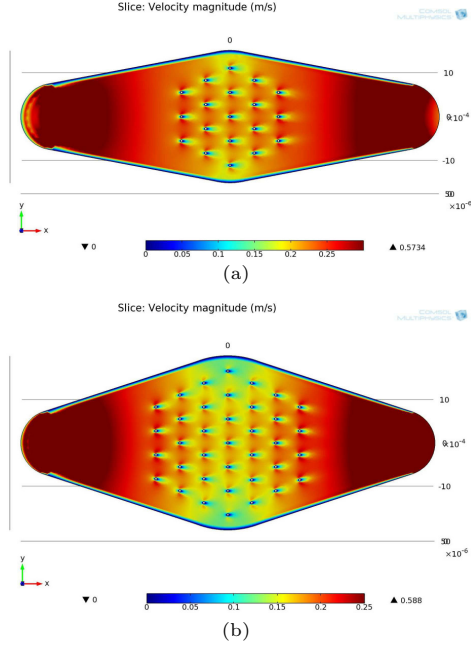 Slice: Velocity magnitude (m/s)
COMSOL
MULTIPHYSICS
0
10
0 ×10⁻⁴
-10
50
×10⁻⁶
y
x
▼ 0
0 0.05 0.1 0.15 0.2 0.25
▲ 0.5734
(a)
Slice: Velocity magnitude (m/s)
COMSOL
MULTIPHYSICS
0
10
×10⁻⁴
-10
×10⁻⁶
y
x
▼ 0
0 0.05 0.1 0.15 0.2 0.25
▲ 0.588
(b)